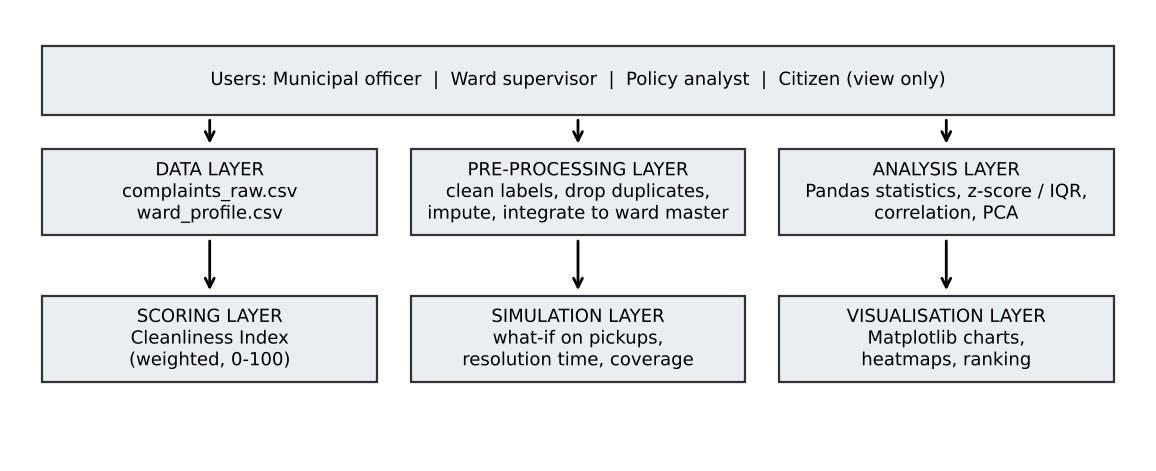 Users: Municipal officer | Ward supervisor | Policy analyst | Citizen (view only)
DATA LAYER
complaints_raw.csv
ward_profile.csv
PRE-PROCESSING LAYER
clean labels, drop duplicates,
impute, integrate to ward master
ANALYSIS LAYER
Pandas statistics, z-score / IQR,
correlation, PCA
SCORING LAYER
Cleanliness Index
(weighted, 0-100)
SIMULATION LAYER
what-if on pickups,
resolution time, coverage
VISUALISATION LAYER
Matplotlib charts,
heatmaps, ranking